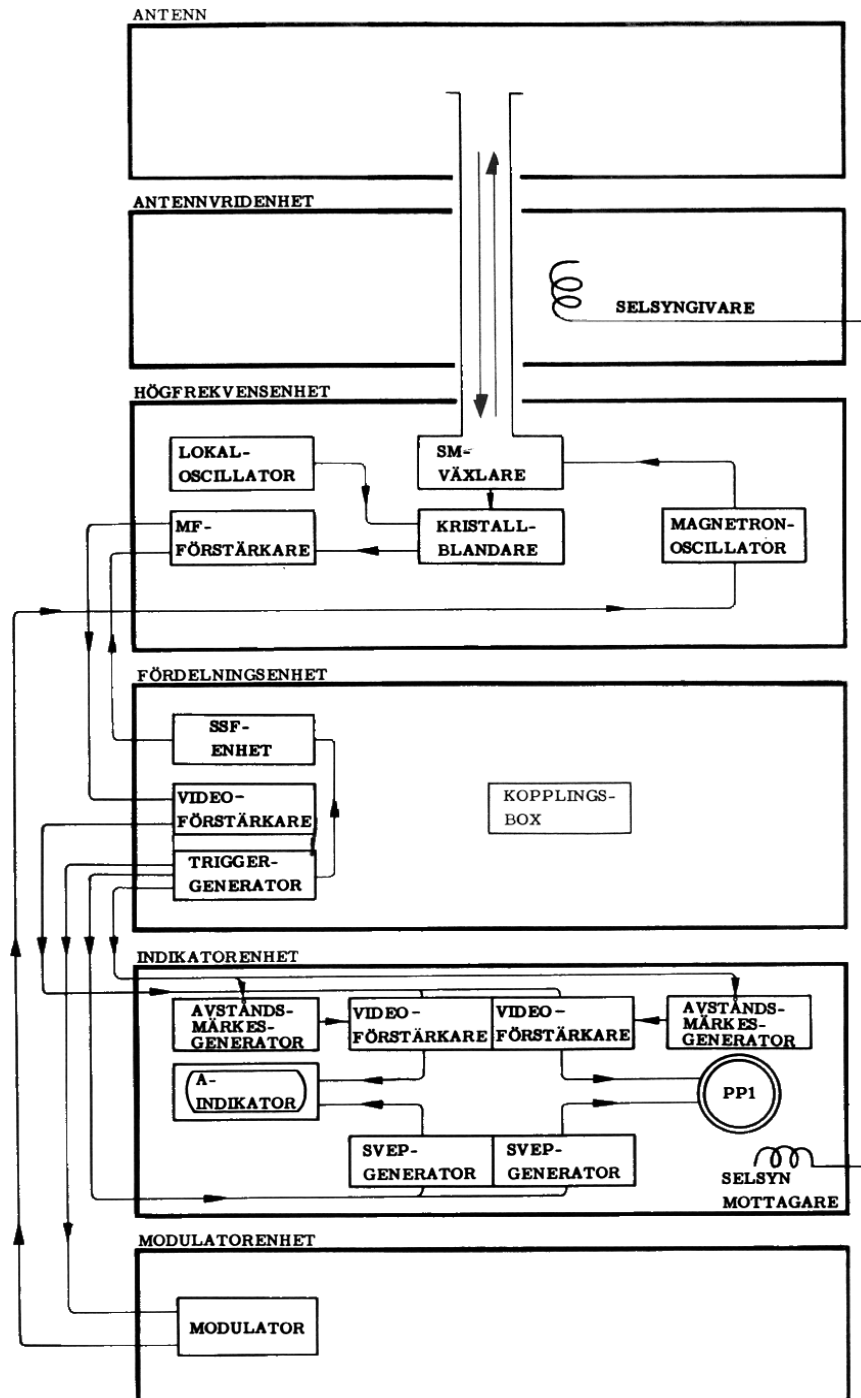 ANTENN
ANTENNVRIDENHET
SELSYNGIVARE
HÖGFREKVENSENHET
LOKAL-
OSCILLATOR
SM-
VÄXLARE
MF-
FÖRSTÄRKARE
KRISTALL-
BLANDARE
MAGNETRON-
OSCILLATOR
FÖRDELNINGSENHET
SSF-
ENHET
VIDEO-
FÖRSTÄRKARE
KOPPLINGS-
BOX
TRIGGER-
GENERATOR
INDIKATORENHET
AVSTÅNDS-
MÄRKES-
GENERATOR
VIDEO-
FÖRSTÄRKARE
VIDEO-
FÖRSTÄRKARE
AVSTÅNDS-
MÄRKES-
GENERATOR
A-
INDIKATOR
PP1
SVEP-
GENERATOR
SVEP-
GENERATOR
SELSYN
MOTTAGARE
MODULATORENHET
MODULATOR